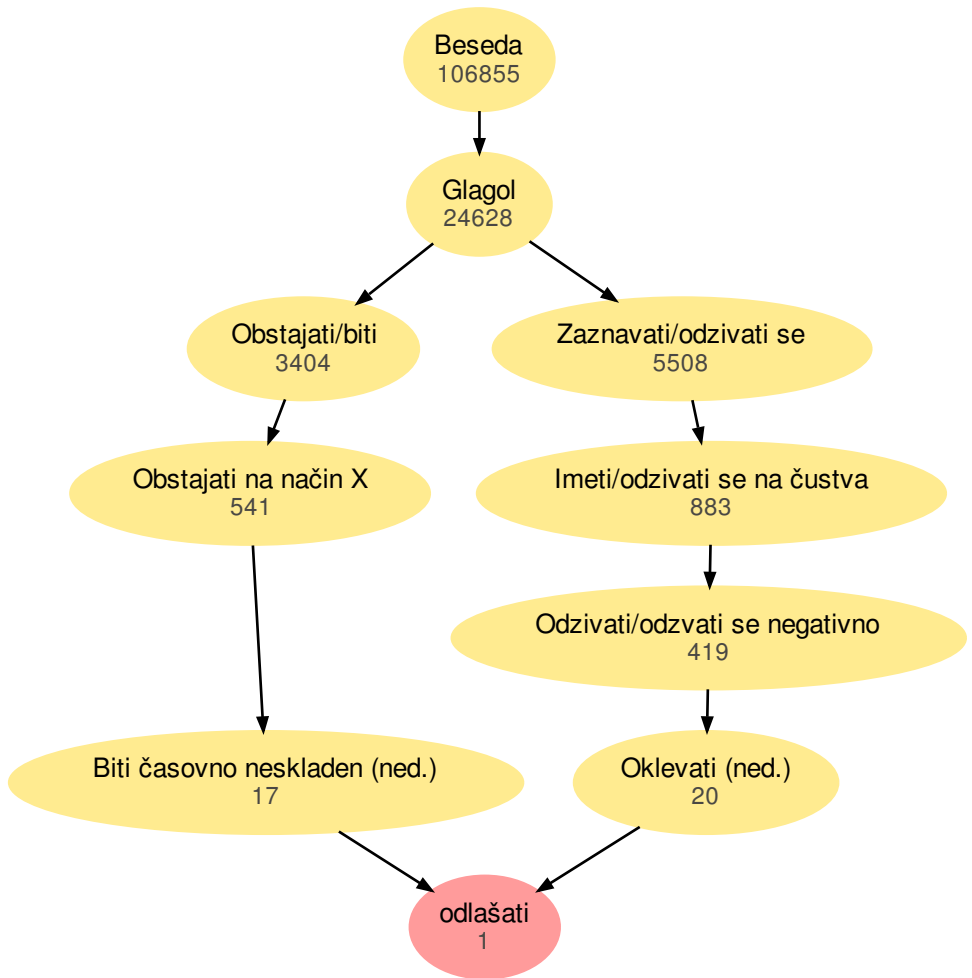 Beseda
106855
Glagol
24628
Obstajati/biti
3404
Zaznavati/odzivati se
5508
Obstajati na način X
541
Imeti/odzivati se na čustva
883
Odzivati/odzvati se negativno
419
Biti časovno neskladen (ned.)
17
Oklevati (ned.)
20
odlašati
1